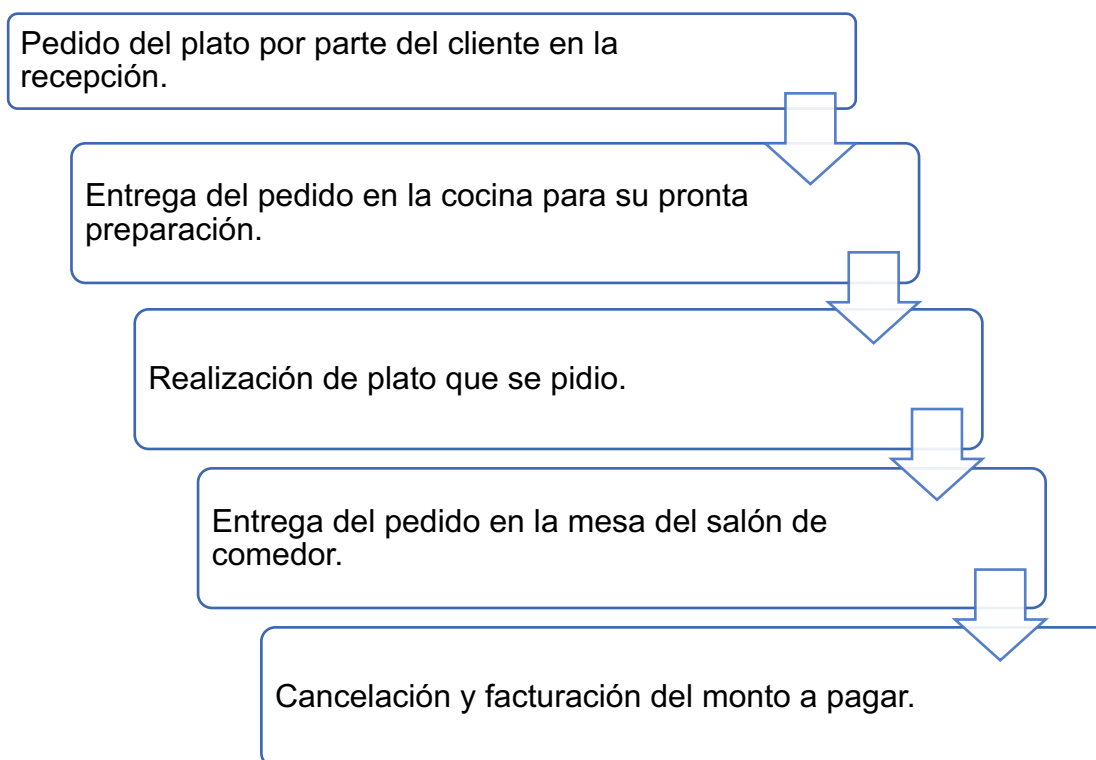 Pedido del plato por parte del cliente en la
recepción.
Entrega del pedido en la cocina para su pronta
preparación.
Realización de plato que se pidio.
Entrega del pedido en la mesa del salón de
comedor.
Cancelación y facturación del monto a pagar.